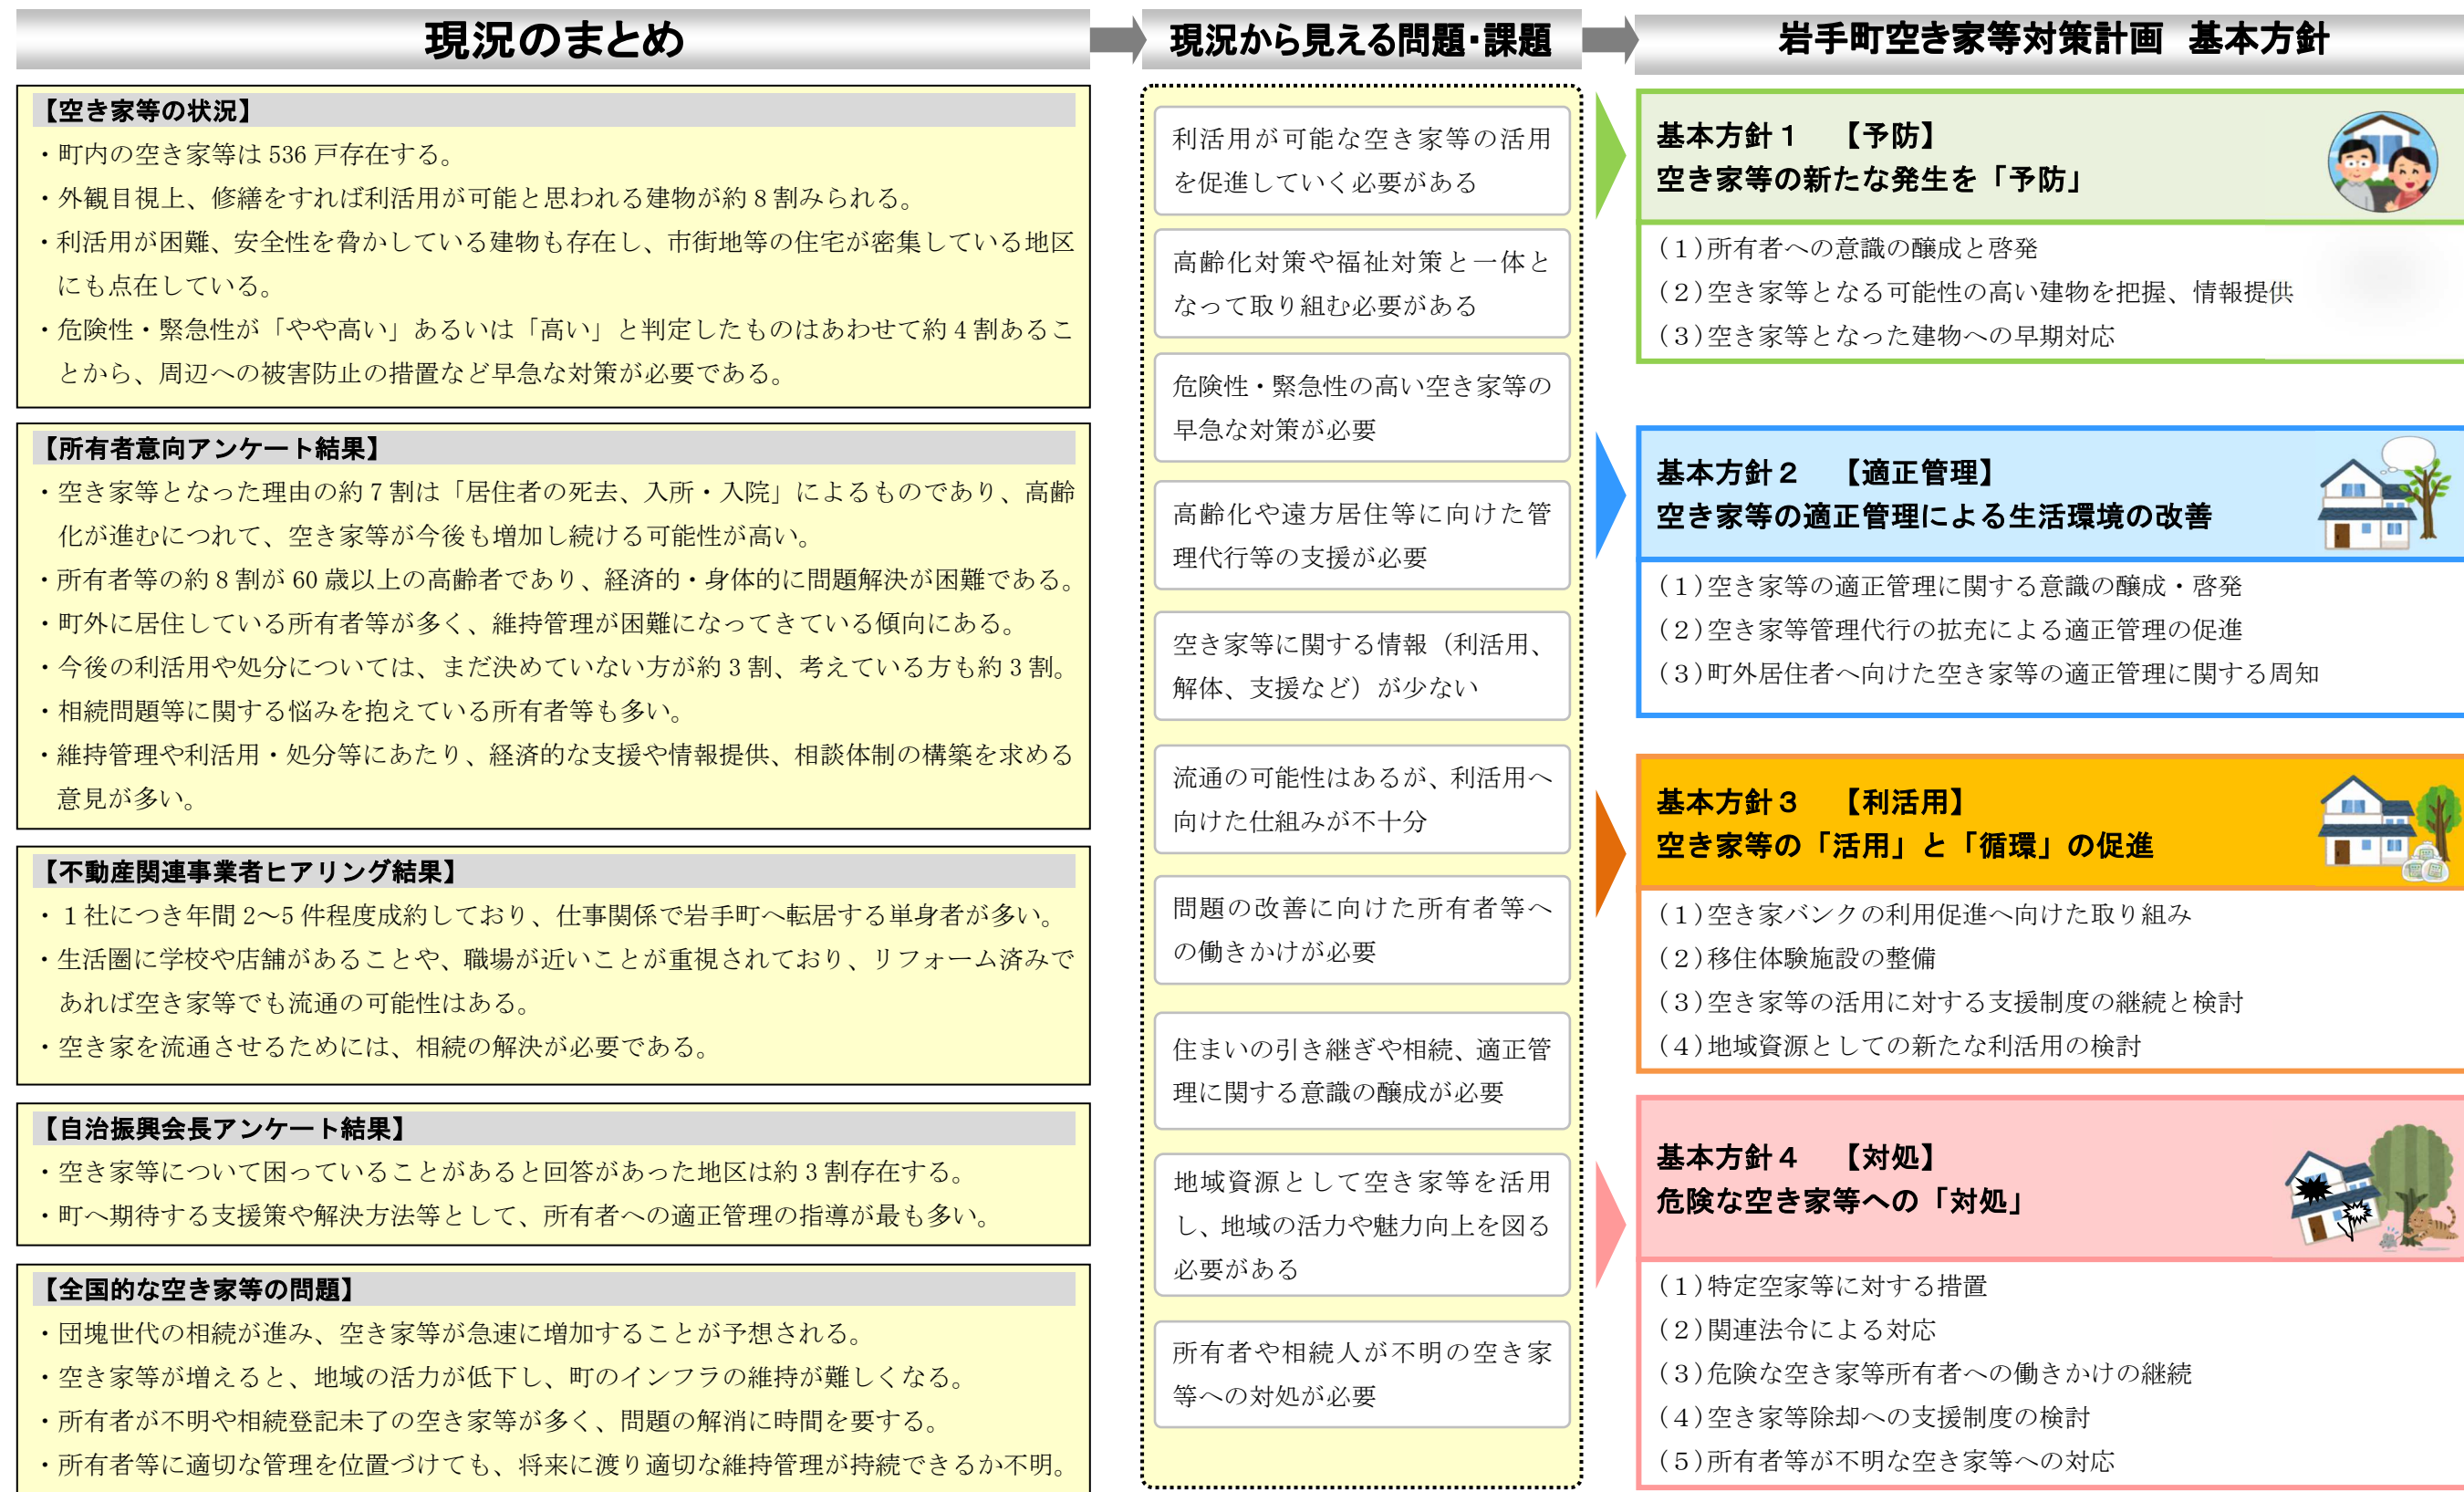 現況のまとめ
【空き家等の状況】
・町内の空き家等は 536 戸存在する。
・外観目視上、修繕をすれば利活用が可能と思われる建物が約８割みられる。
・利活用が困難、安全性を脅かしている建物も存在し、市街地等の住宅が密集している地区
にも点在している。
・危険性・緊急性が「やや高い」あるいは「高い」と判定したものはあわせて約４割あるこ
とから、周辺への被害防止の措置など早急な対策が必要である。
【所有者意向アンケート結果】
・空き家等となった理由の約７割は「居住者の死去、入所・入院」によるものであり、高齢
化が進むにつれて、空き家等が今後も増加し続ける可能性が高い。
・所有者等の約８割が 60 歳以上の高齢者であり、経済的・身体的に問題解決が困難である。
・町外に居住している所有者等が多く、維持管理が困難になってきている傾向にある。
・今後の利活用や処分については、まだ決めていない方が約３割、考えている方も約３割。
・相続問題等に関する悩みを抱えている所有者等も多い。
・維持管理や利活用・処分等にあたり、経済的な支援や情報提供、相談体制の構築を求める
意見が多い。
【不動産関連事業者ヒアリング結果】
・１社につき年間 2～5 件程度成約しており、仕事関係で岩手町へ転居する単身者が多い。
・生活圏に学校や店舗があることや、職場が近いことが重視されており、リフォーム済みで
あれば空き家等でも流通の可能性はある。
・空き家を流通させるためには、相続の解決が必要である。
【自治振興会長アンケート結果】
・空き家等について困っていることがあると回答があった地区は約３割存在する。
・町へ期待する支援策や解決方法等として、所有者への適正管理の指導が最も多い。
【全国的な空き家等の問題】
・団塊世代の相続が進み、空き家等が急速に増加することが予想される。
・空き家等が増えると、地域の活力が低下し、町のインフラの維持が難しくなる。
・所有者が不明や相続登記未了の空き家等が多く、問題の解消に時間を要する。
・所有者等に適切な管理を位置づけても、将来に渡り適切な維持管理が持続できるか不明。
現況から見える問題・課題
利活用が可能な空き家等の活用
を促進していく必要がある
高齢化対策や福祉対策と一体と
なって取り組む必要がある
危険性・緊急性の高い空き家等の
早急な対策が必要
高齢化や遠方居住等に向けた管
理代行等の支援が必要
空き家等に関する情報（利活用、
解体、支援など）が少ない
流通の可能性はあるが、利活用へ
向けた仕組みが不十分
問題の改善に向けた所有者等へ
の働きかけが必要
住まいの引き継ぎや相続、適正管
理に関する意識の醸成が必要
地域資源として空き家等を活用
し、地域の活力や魅力向上を図る
必要がある
所有者や相続人が不明の空き家
等への対処が必要
岩手町空き家等対策計画 基本方針
基本方針１ 【予防】
空き家等の新たな発生を「予防」
（１）所有者への意識の醸成と啓発
（２）空き家等となる可能性の高い建物を把握、情報提供
（３）空き家等となった建物への早期対応
基本方針２ 【適正管理】
空き家等の適正管理による生活環境の改善
（１）空き家等の適正管理に関する意識の醸成・啓発
（２）空き家等管理代行の拡充による適正管理の促進
（３）町外居住者へ向けた空き家等の適正管理に関する周知
基本方針３ 【利活用】
空き家等の「活用」と「循環」の促進
（１）空き家バンクの利用促進へ向けた取り組み
（２）移住体験施設の整備
（３）空き家等の活用に対する支援制度の継続と検討
（４）地域資源としての新たな利活用の検討
基本方針４ 【対処】
危険な空き家等への「対処」
（１）特定空家等に対する措置
（２）関連法令による対応
（３）危険な空き家等所有者への働きかけの継続
（４）空き家等除却への支援制度の検討
（５）所有者等が不明な空き家等への対応